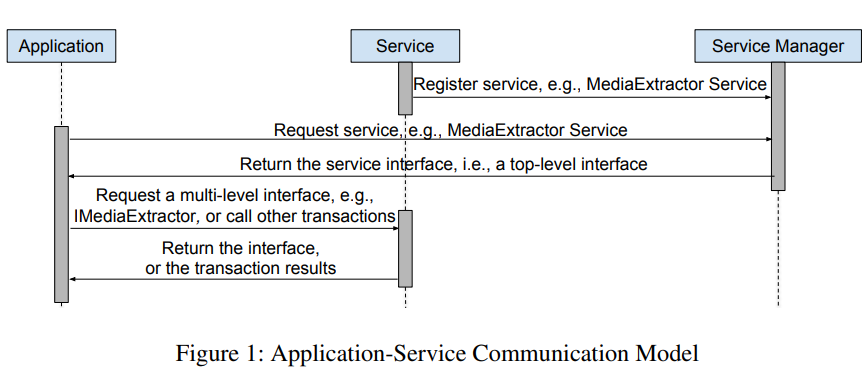 Application
Service
Service Manager
Register service, e.g., MediaExtractor Service
Request service, e.g., MediaExtractor Service
Return the service interface, i.e., a top-level interface
Request a multi-level interface, e.g.,
IMediaExtractor, or call other transactions
Return the interface,
or the transaction results
Figure 1: Application-Service Communication Model